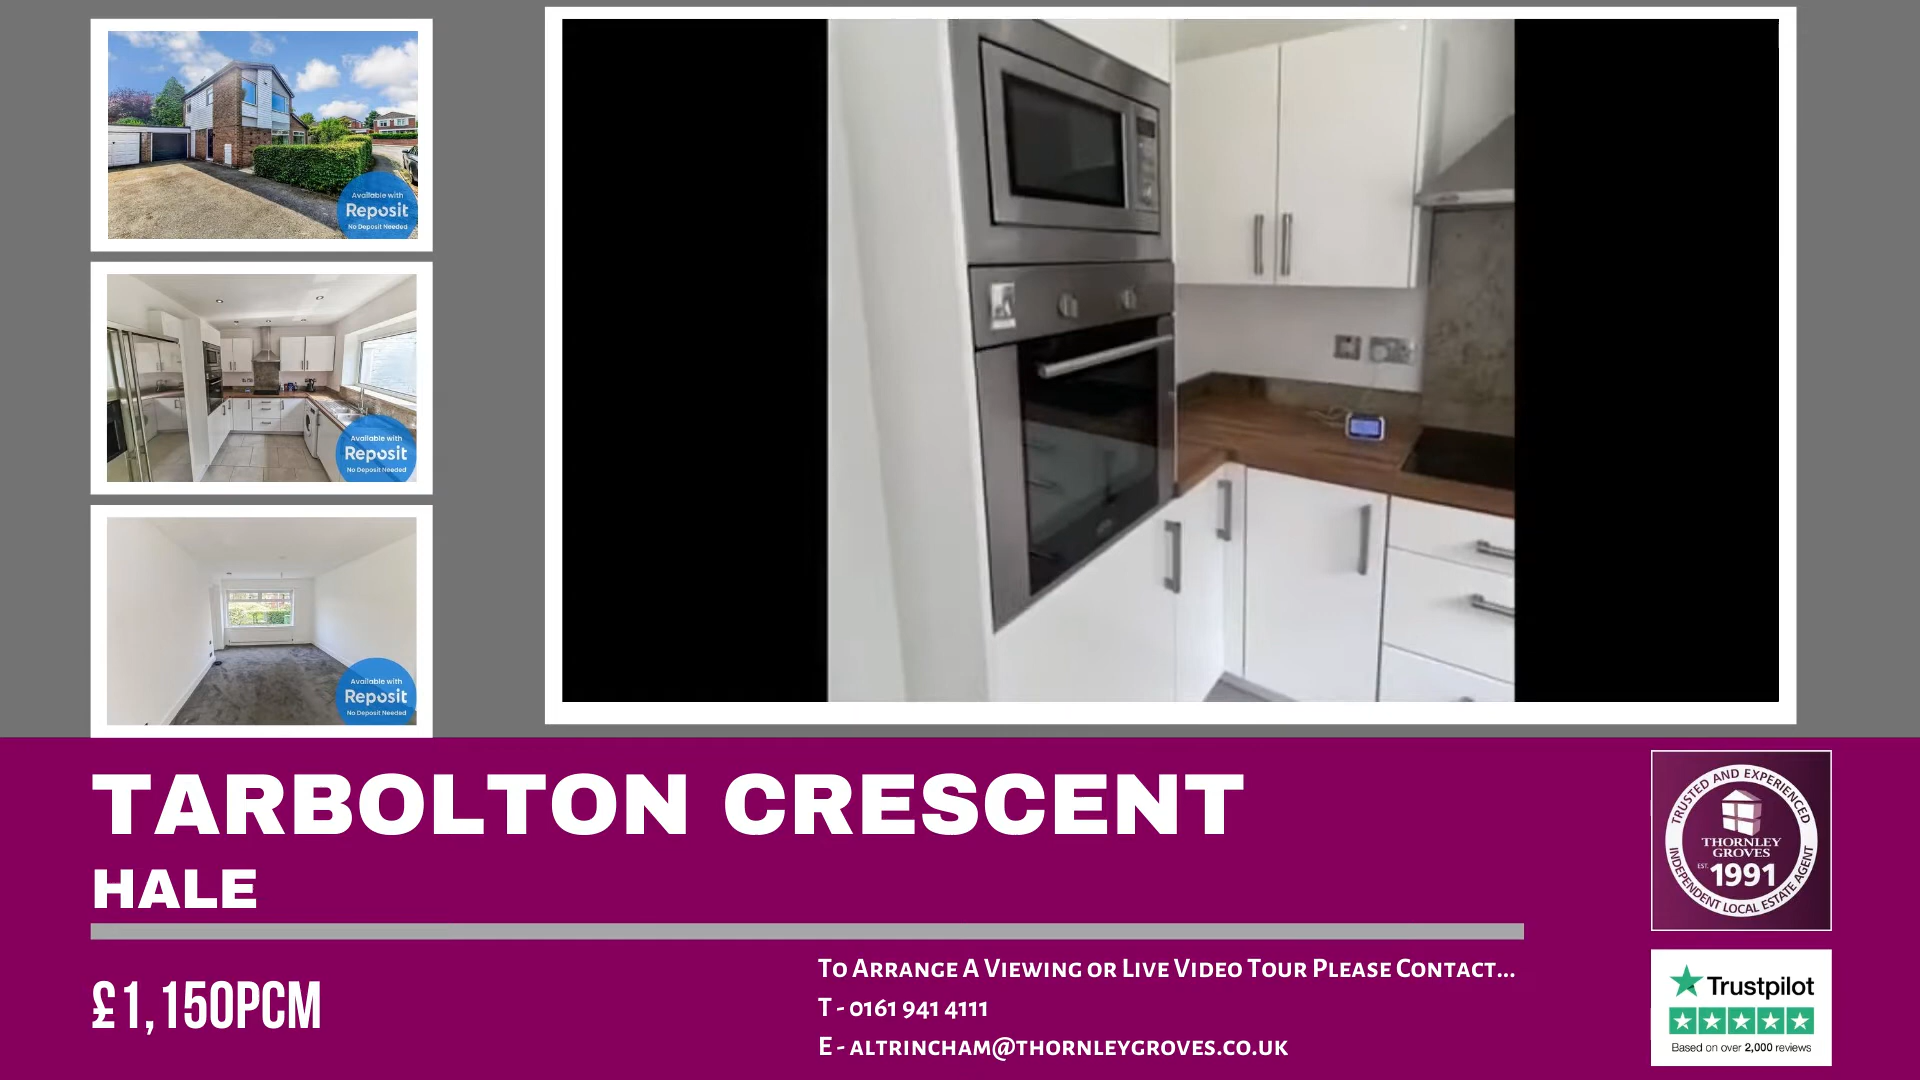 Available with
Reposit
No Deposit Needed
Available with
Reposit
No Deposit Needed
Available with
Reposit
No Deposit Needed
TARBOLTON CRESCENT
HALE
£1,150PCM
To Arrange A Viewing or Live Video Tour Please Contact...
T - 0161 941 4111
E - altrincham@thornleygroves.co.uk
TRUSTED AND EXPERIENCED
THORNLEY
GROVES
EST. 1991
INDEPENDENT LOCAL ESTATE AGENT
Trustpilot
Based on over 2,000 reviews